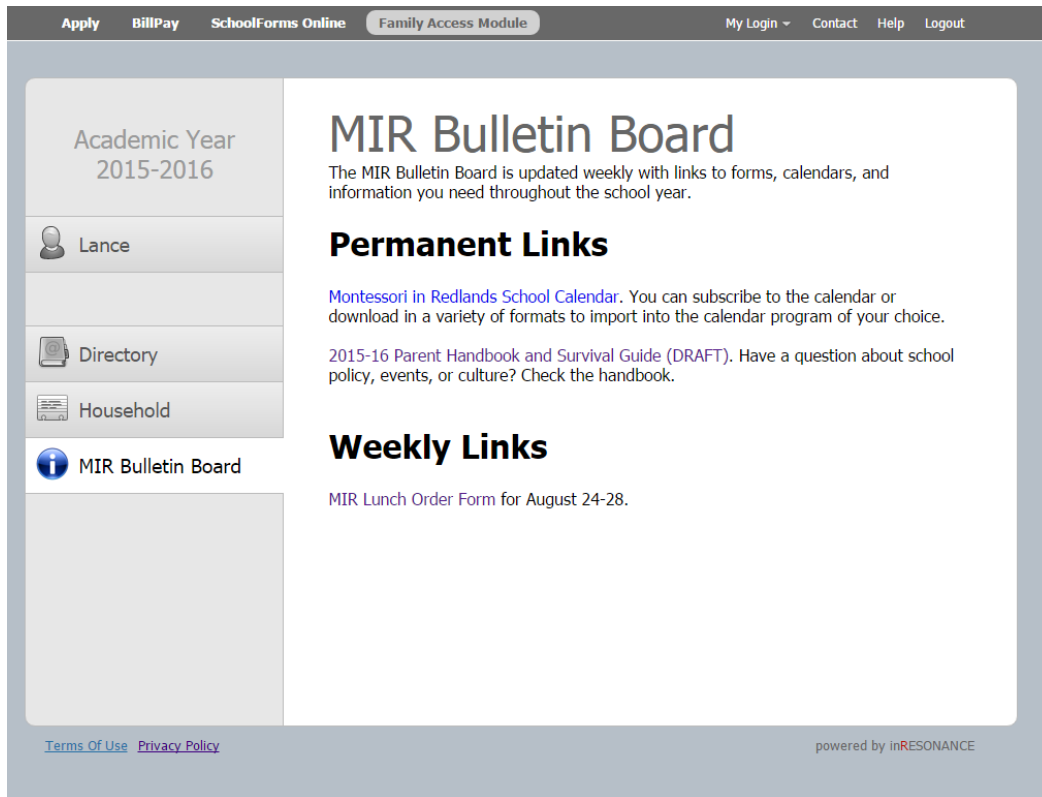 Apply BillPay SchoolForms Online Family Access Module My Login Contact Help Logout
Academic Year
2015-2016
Lance
Directory
Household
MIR Bulletin Board
MIR Bulletin Board
The MIR Bulletin Board is updated weekly with links to forms, calendars, and
information you need throughout the school year.
Permanent Links
Montessori in Redlands School Calendar. You can subscribe to the calendar or
download in a variety of formats to import into the calendar program of your choice.
2015-16 Parent Handbook and Survival Guide (DRAFT). Have a question about school
policy, events, or culture? Check the handbook.
Weekly Links
MIR Lunch Order Form for August 24-28.
Terms Of Use Privacy Policy powered by inRESONANCE